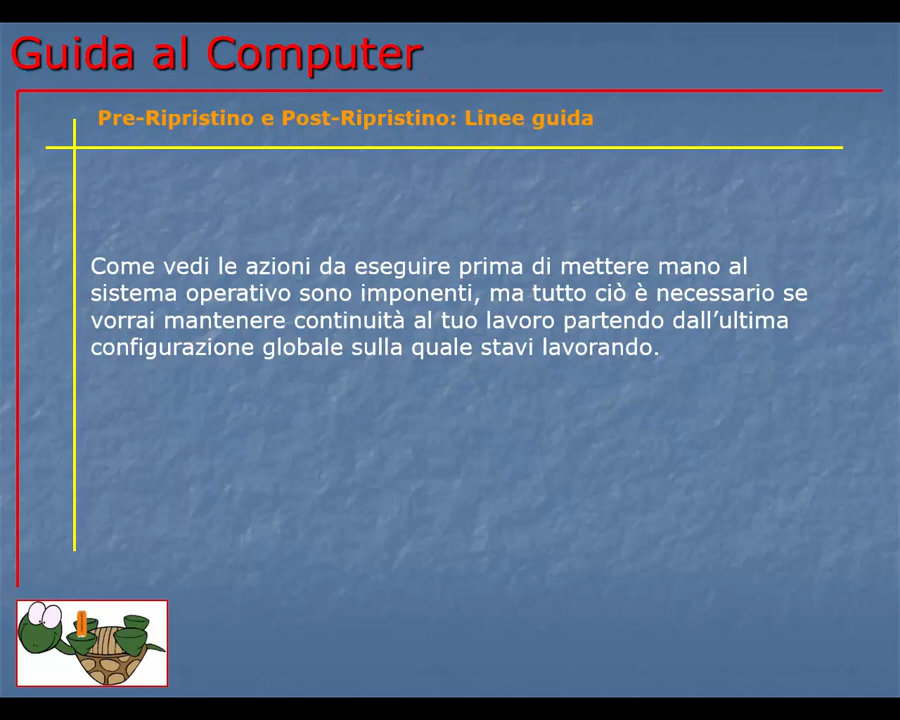 Guida al Computer
Pre-Ripristino e Post-Ripristino: Linee guida
Come vedi le azioni da eseguire prima di mettere mano al
sistema operativo sono imponenti, ma tutto ciò è necessario se
vorrai mantenere continuità al tuo lavoro partendo dall’ultima
configurazione globale sulla quale stavi lavorando.